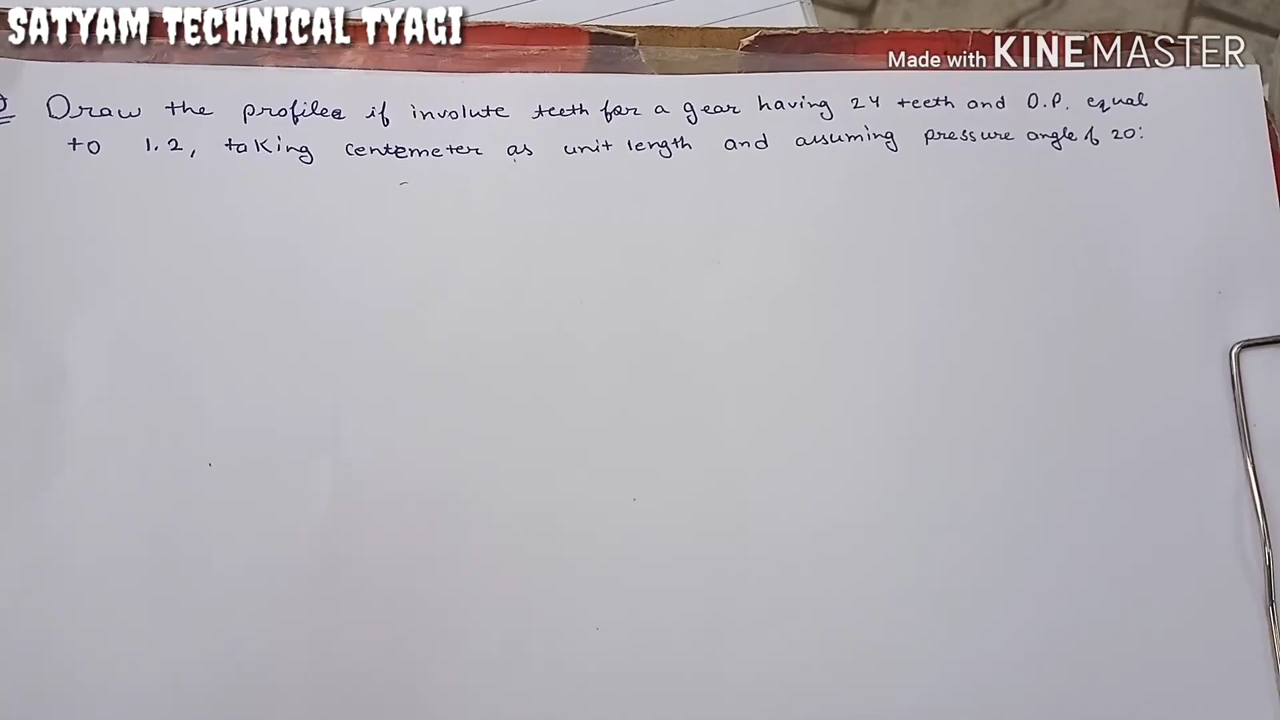 SATYAM TECHNICAL TYAGI
Made with KINEMASTER
Draw the profiles if involute teeth for a gear having 24 teeth and D.P. equal
to 1.2, taking centemeter as unit length and assuming pressure angle of 20: